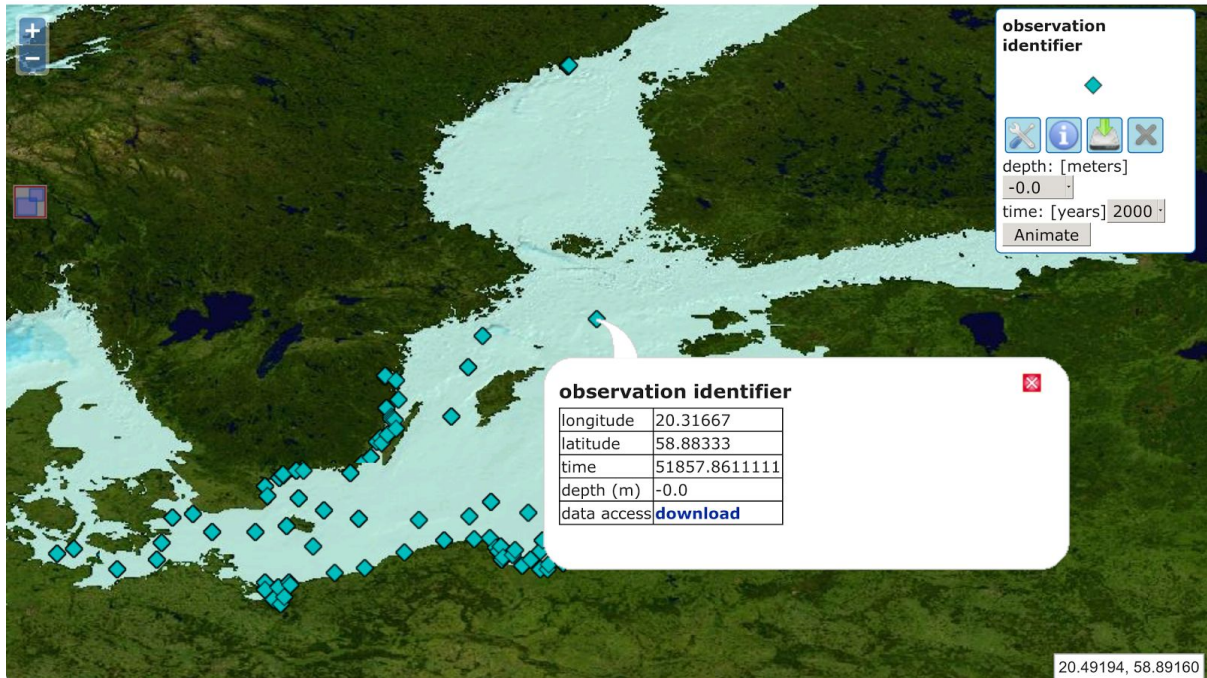 +
−
observation
identifier
depth: [meters]
-0.0
time: [years] 2000
Animate
observation identifier
longitude 20.31667
latitude 58.88333
time 51857.8611111
depth (m) -0.0
data access download
20.49194, 58.89160